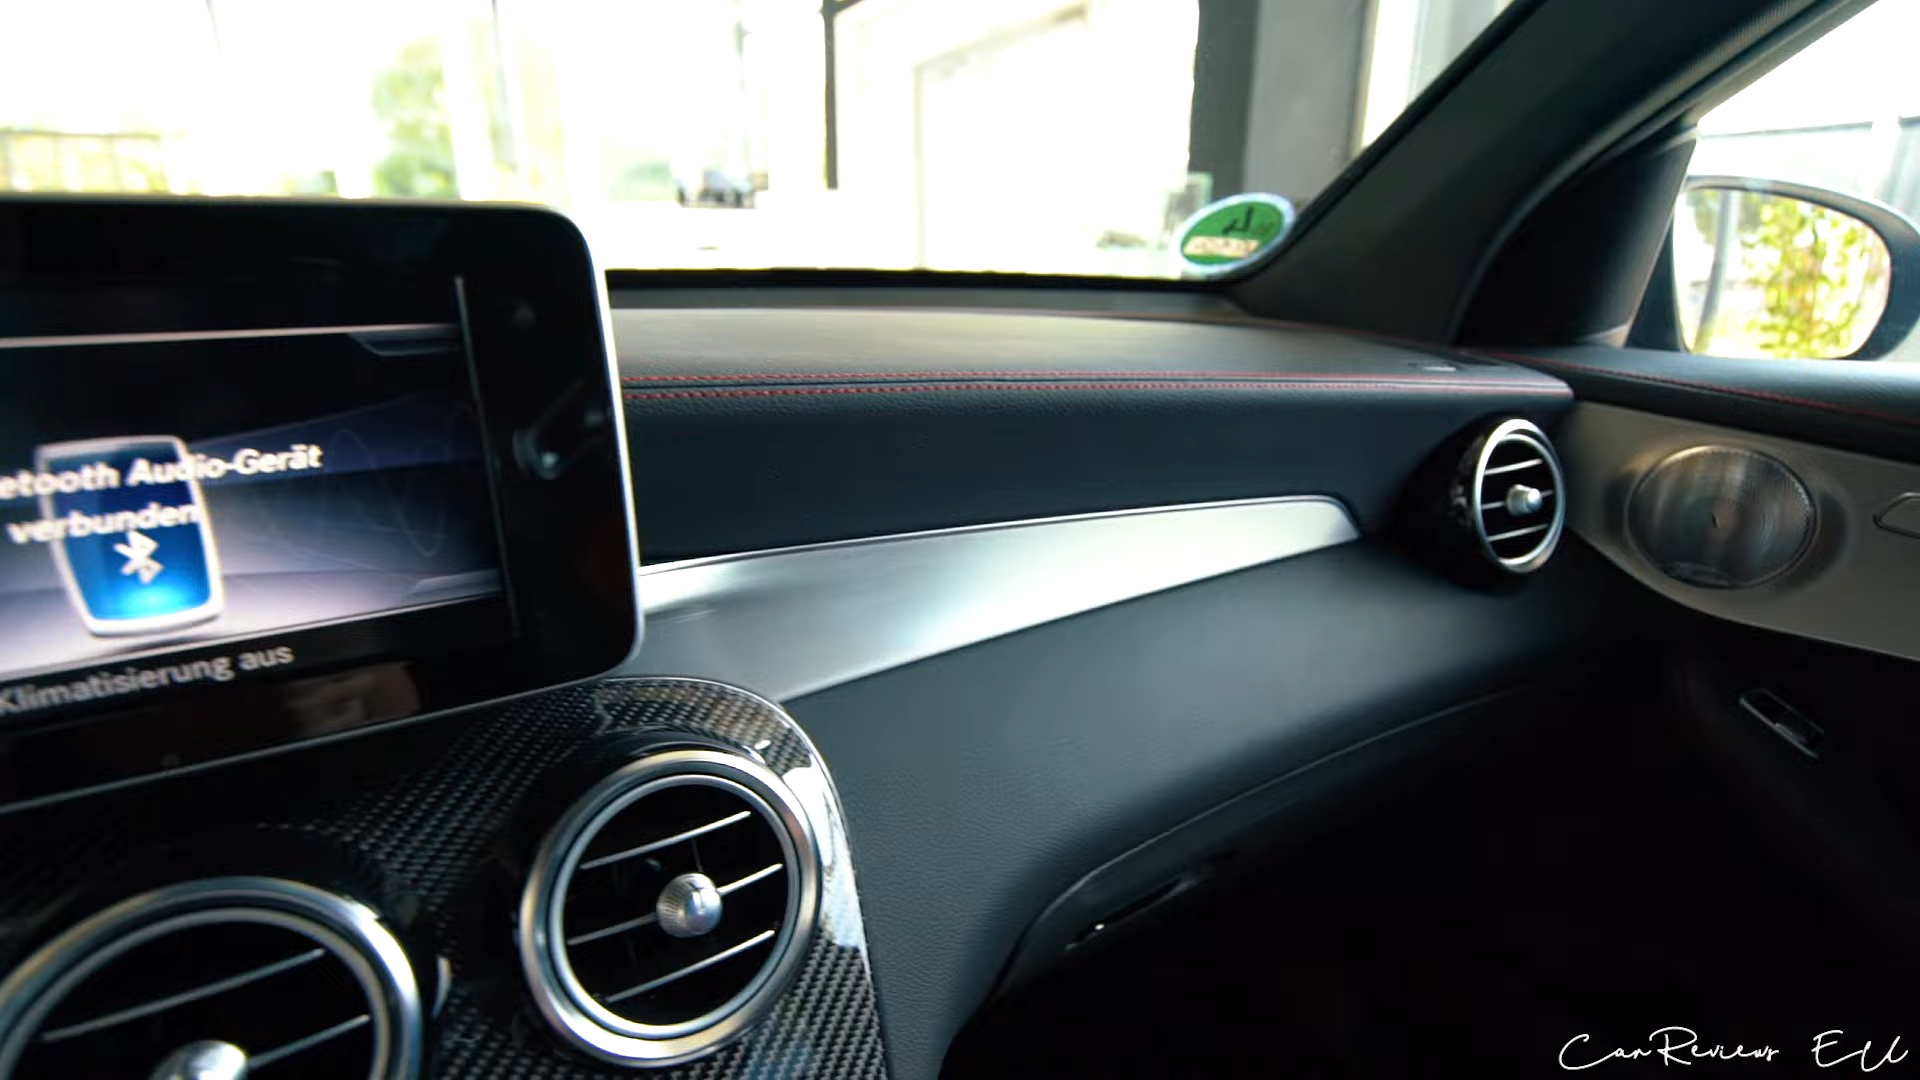 etooth Audio-Gerät
verbunden
Klimatisierung aus
CarReviews EU